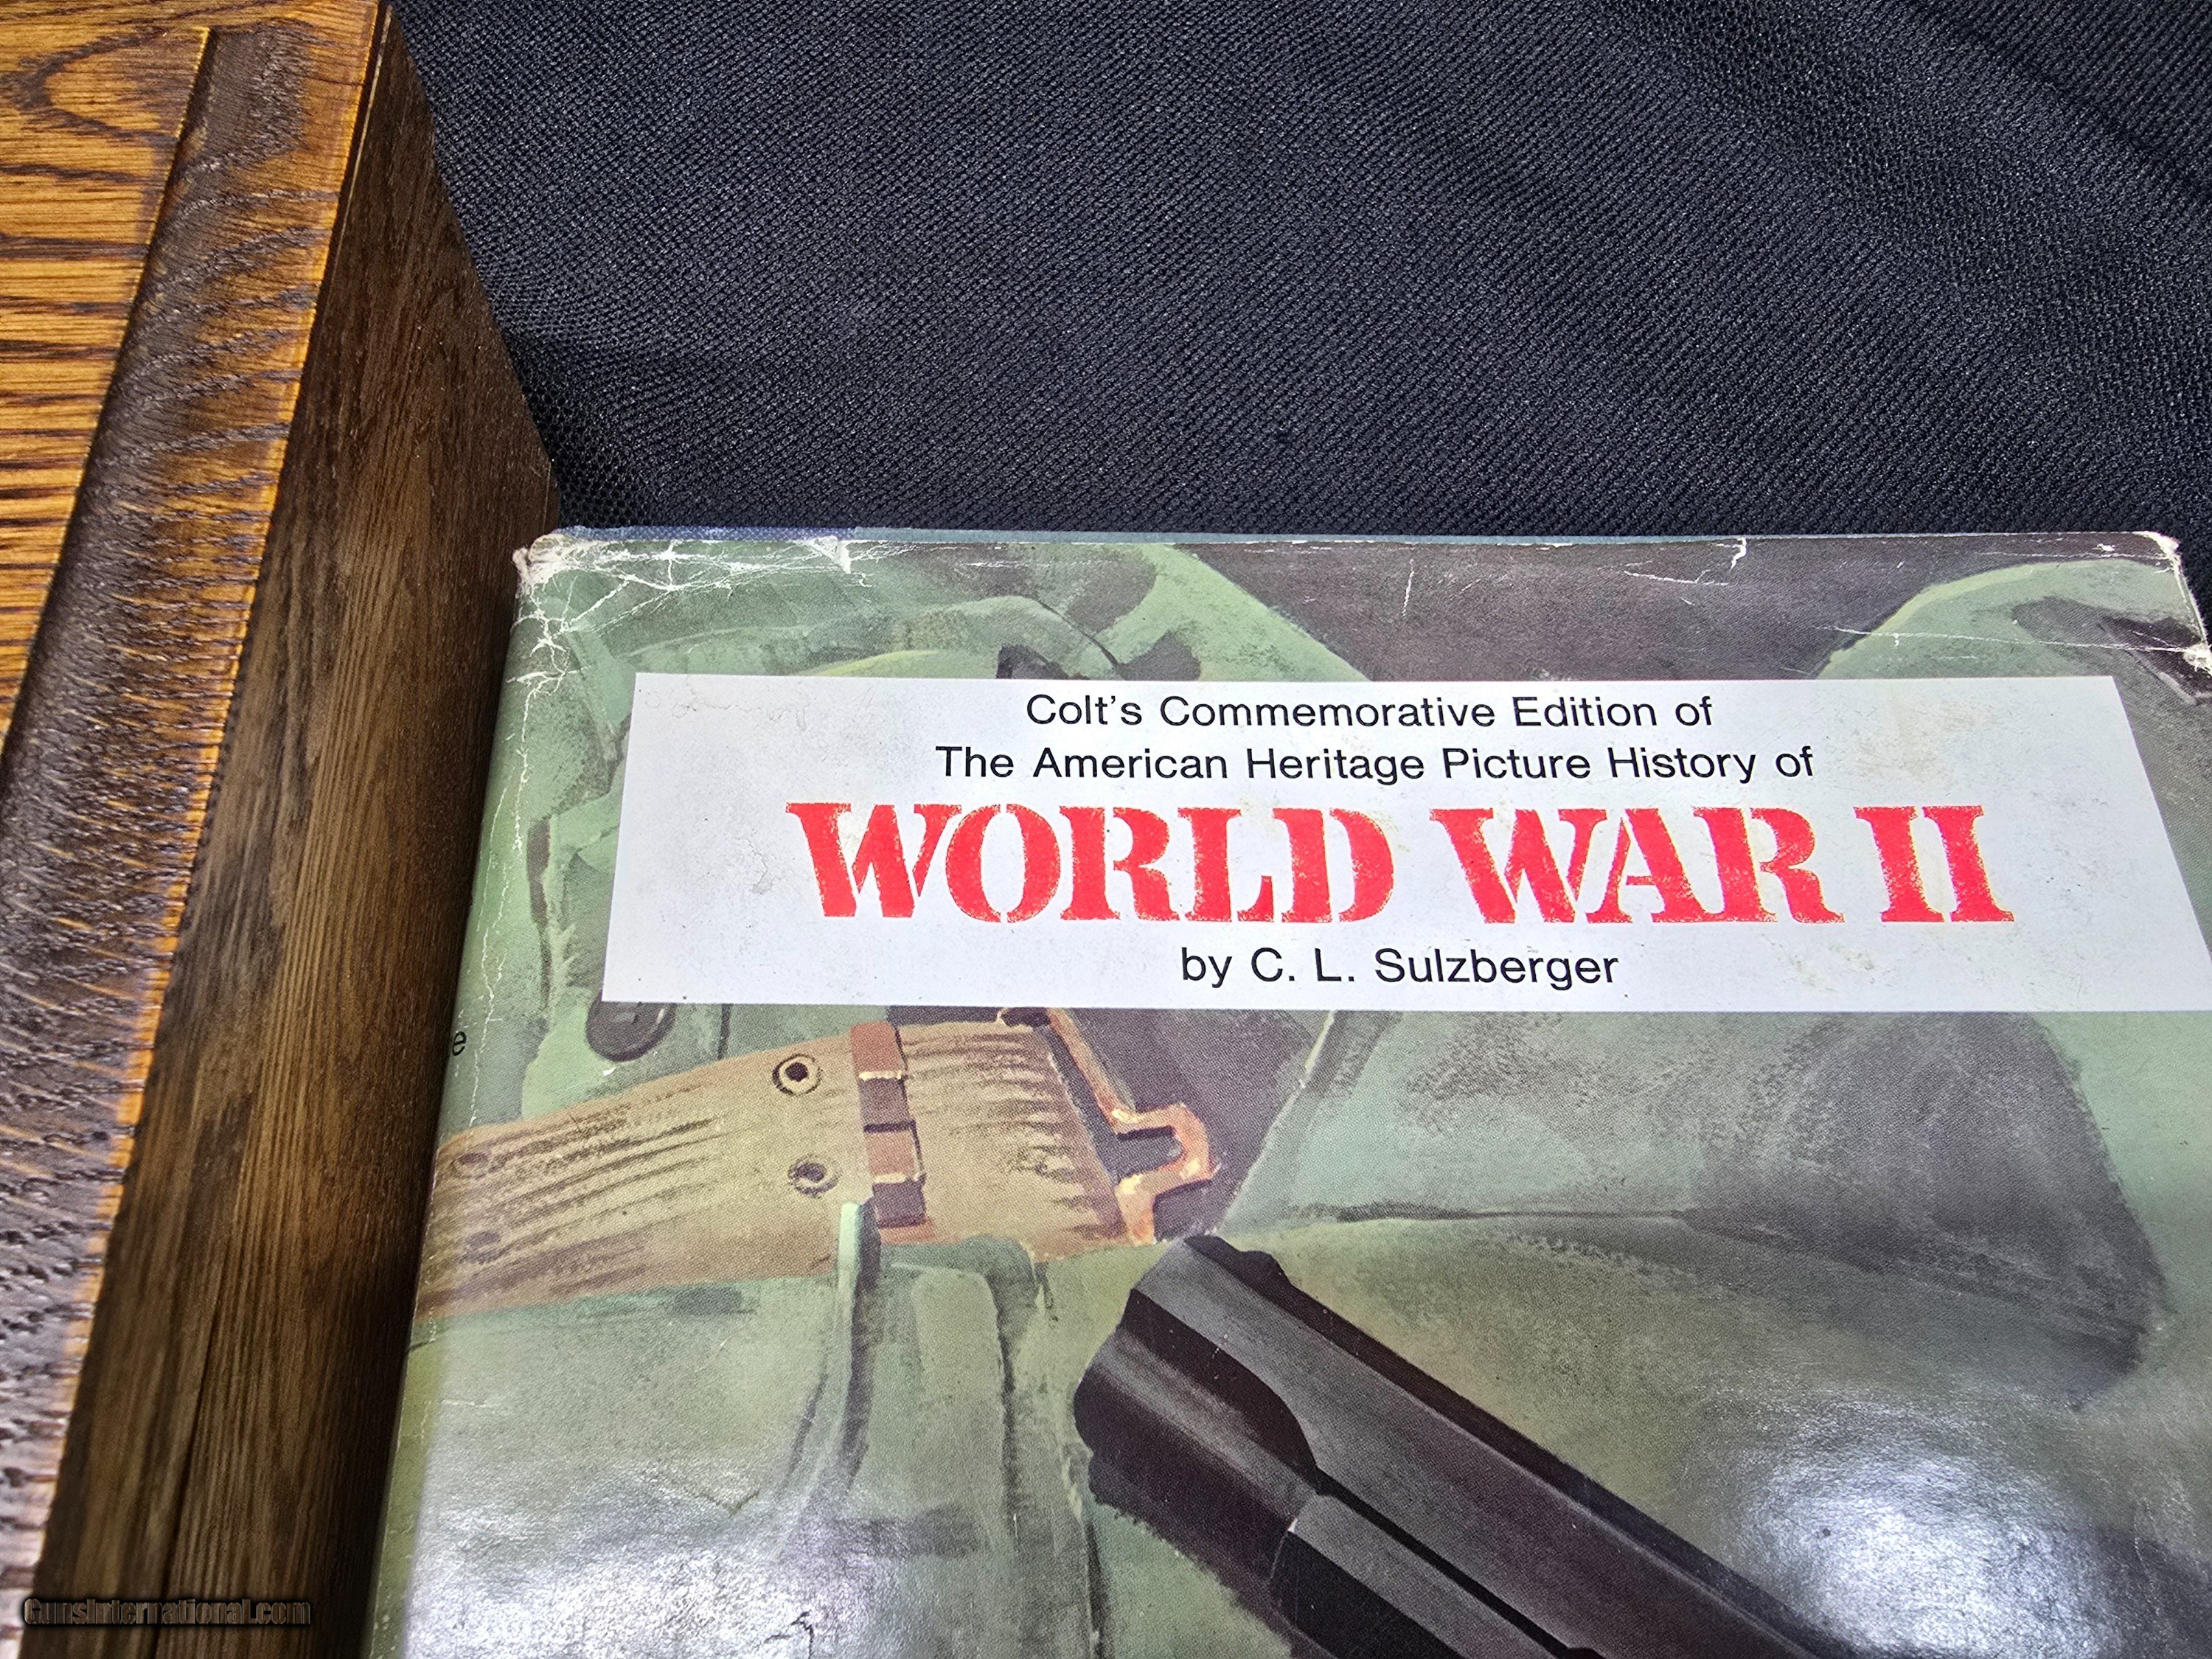 Colt's Commemorative Edition of
The American Heritage Picture History of
WORLD WAR II
by C. L. Sulzberger
e
GunsInternational.com